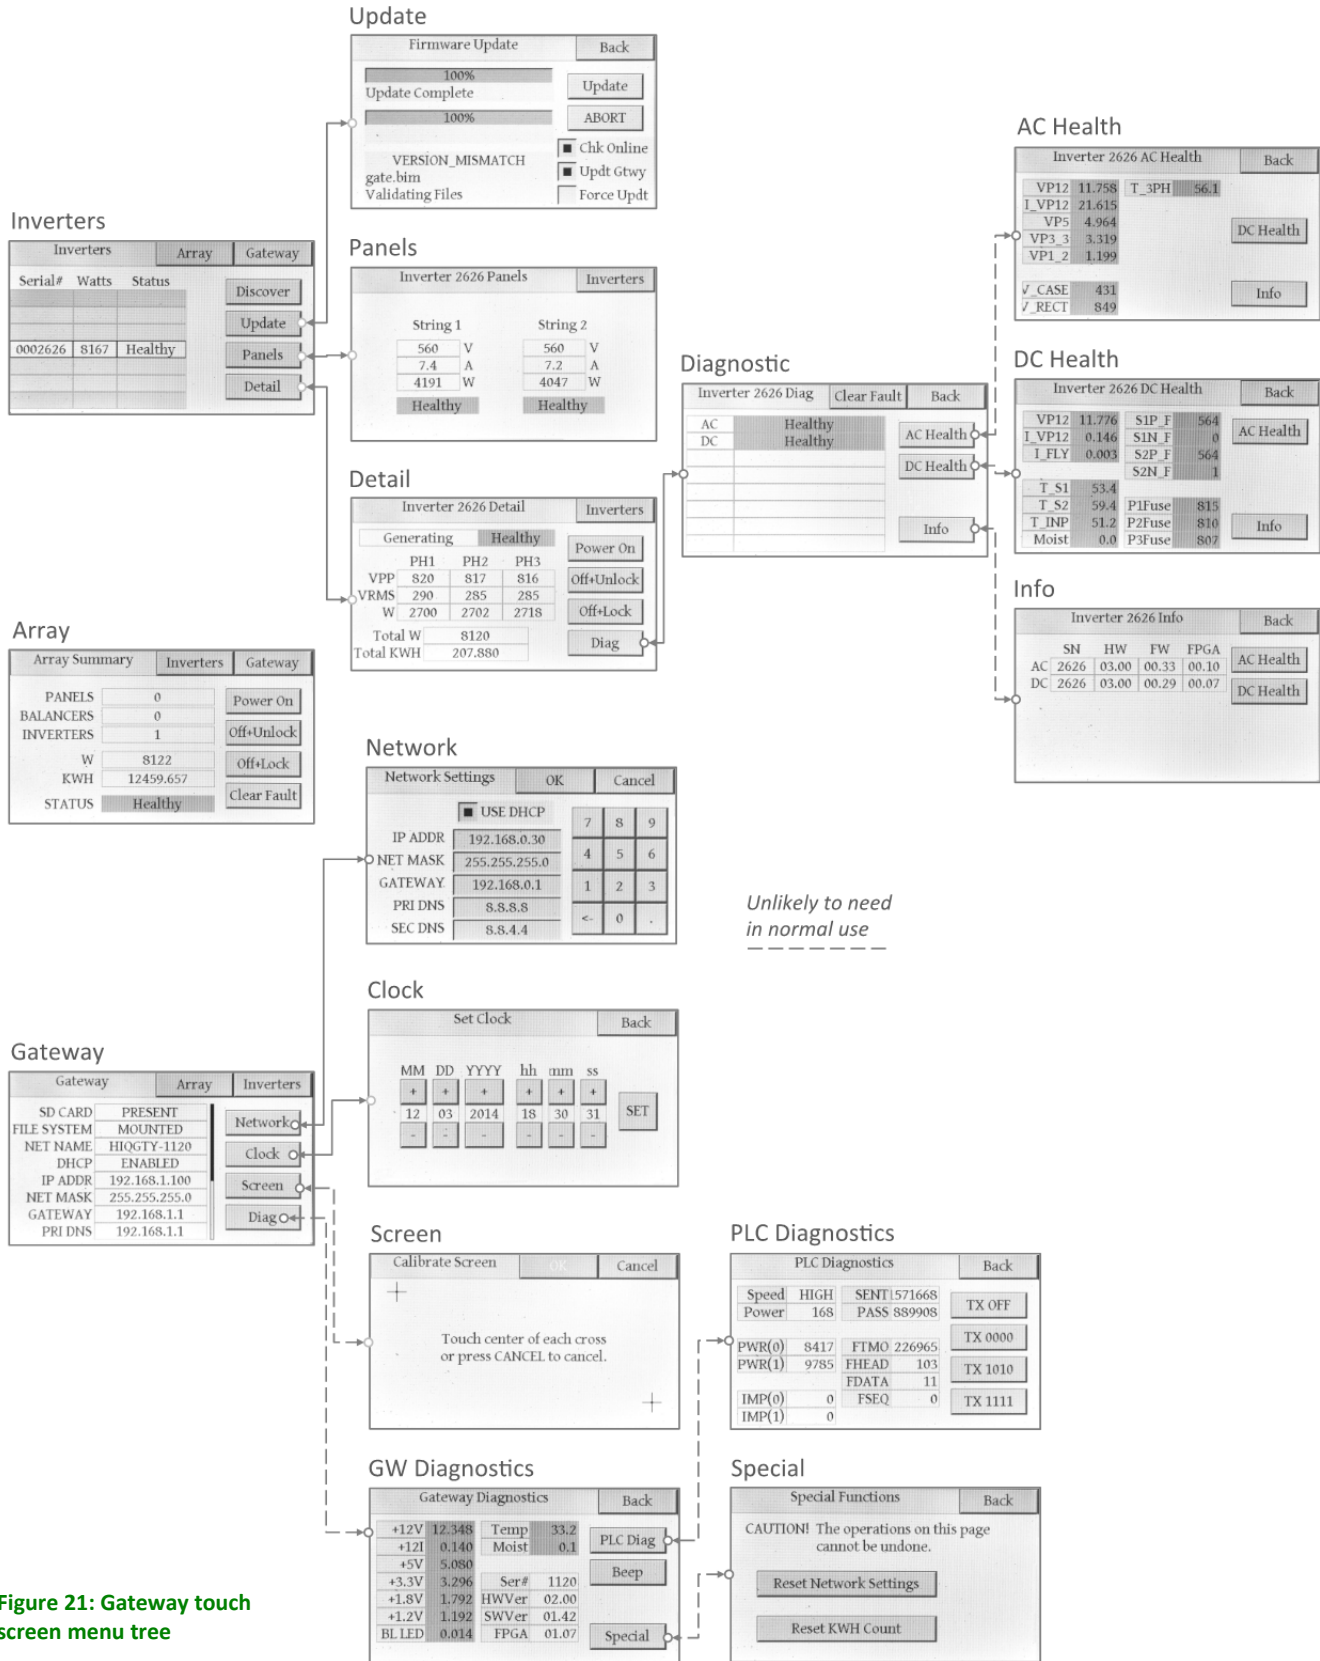 Update
Firmware Update Back
100%
Update Complete
Update
100%
ABORT
Chk Online
VERSION_MISMATCH
gate.bim
Updt Gtwy
Validating Files
Force Updt
Inverters
Inverters Array Gateway
Serial# Watts Status
Discover
Update
0002626 8167 Healthy
Panels
Detail
Panels
Inverter 2626 Panels Inverters
String 1 String 2
560 V 560 V
7.4 A 7.2 A
4191 W 4047 W
Healthy Healthy
Detail
Inverter 2626 Detail Inverters
Generating Healthy
Power On
PH1 PH2 PH3
VPP 820 817 816
Off+Unlock
VRMS 290 285 285
W 2700 2702 2718
Off+Lock
Total W 8120
Diag
Total KWH 207.880
Diagnostic
Inverter 2626 Diag Clear Fault Back
AC Healthy
AC Health
DC Healthy
DC Health
Info
AC Health
Inverter 2626 AC Health Back
VP12 11.758 T_3PH 56.1
I_VP12 21.615
VP5 4.964
DC Health
VP3_3 3.319
VP1_2 1.199
V_CASE 431
Info
V_RECT 849
DC Health
Inverter 2626 DC Health Back
VP12 11.776 S1P_F 564
AC Health
I_VP12 0.146 S1N_F 0
I_FLY 0.003 S2P_F 564
S2N_F 1
T_S1 53.4
T_S2 59.4 P1Fuse 815
T_INP 51.2 P2Fuse 810
Info
Moist 0.0 P3Fuse 807
Info
Inverter 2626 Info Back
SN HW FW FPGA
AC 2626 03.00 00.33 00.10
AC Health
DC 2626 03.00 00.29 00.07
DC Health
Array
Array Summary Inverters Gateway
PANELS 0
Power On
BALANCERS 0
INVERTERS 1
Off+Unlock
W 8122
Off+Lock
KWH 12459.657
Clear Fault
STATUS Healthy
Network
Network Settings OK Cancel
USE DHCP
7 8 9
IP ADDR 192.168.0.30
4 5 6
NET MASK 255.255.255.0
GATEWAY 192.168.0.1
1 2 3
PRI DNS 8.8.8.8
<- 0 .
SEC DNS 8.8.4.4
Unlikely to need
in normal use
Clock
Set Clock Back
MM DD YYYY hh mm ss
+ + + + + +
12 03 2014 18 30 31
SET
- - - - - -
Gateway
Gateway Array Inverters
SD CARD PRESENT
Network
FILE SYSTEM MOUNTED
NET NAME HIQGTY-1120
Clock
DHCP ENABLED
IP ADDR 192.168.1.100
Screen
NET MASK 255.255.255.0
GATEWAY 192.168.1.1
Diag
PRI DNS 192.168.1.1
Screen
Calibrate Screen OK Cancel
Touch center of each cross
or press CANCEL to cancel.
PLC Diagnostics
PLC Diagnostics Back
Speed HIGH SENT 1571668
TX OFF
Power 168 PASS 889908
TX 0000
PWR(0) 8417 FTMO 226965
PWR(1) 9785 FHEAD 103
TX 1010
FDATA 11
IMP(0) 0 FSEQ 0
TX 1111
IMP(1) 0
GW Diagnostics
Gateway Diagnostics Back
+12V 12.348 Temp 33.2
PLC Diag
+12I 0.140 Moist 0.1
+5V 5.080
Beep
+3.3V 3.296 Ser# 1120
+1.8V 1.792 HWVer 02.00
+1.2V 1.192 SWVer 01.42
BL LED 0.014 FPGA 01.07
Special
Special
Special Functions Back
CAUTION! The operations on this page
cannot be undone.
Reset Network Settings
Reset KWH Count
Figure 21: Gateway touch
screen menu tree